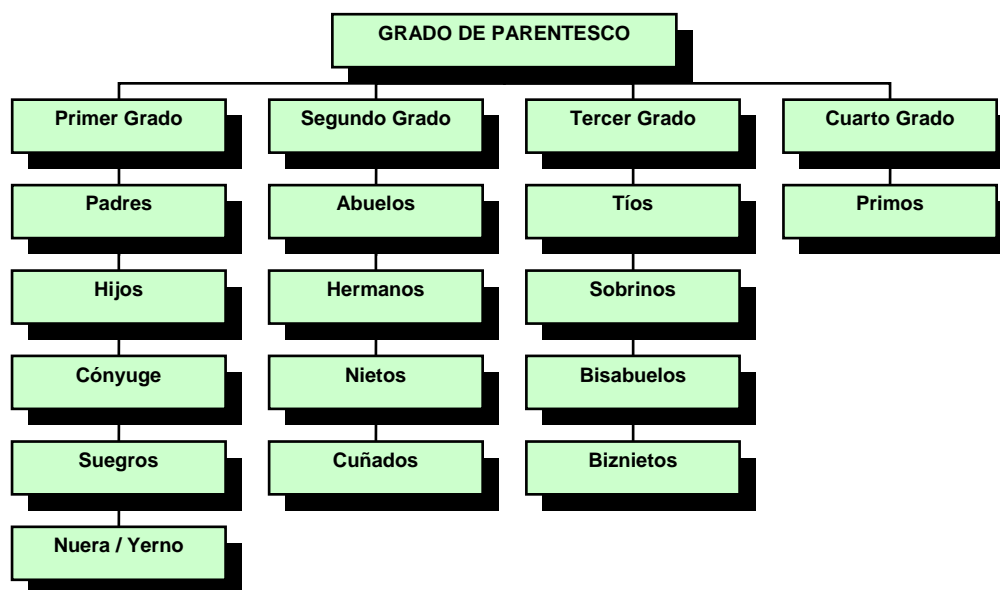 GRADO DE PARENTESCO
Primer Grado
Padres
Hijos
Cónyuge
Suegros
Nuera / Yerno
Segundo Grado
Abuelos
Hermanos
Nietos
Cuñados
Tercer Grado
Tíos
Sobrinos
Bisabuelos
Biznietos
Cuarto Grado
Primos